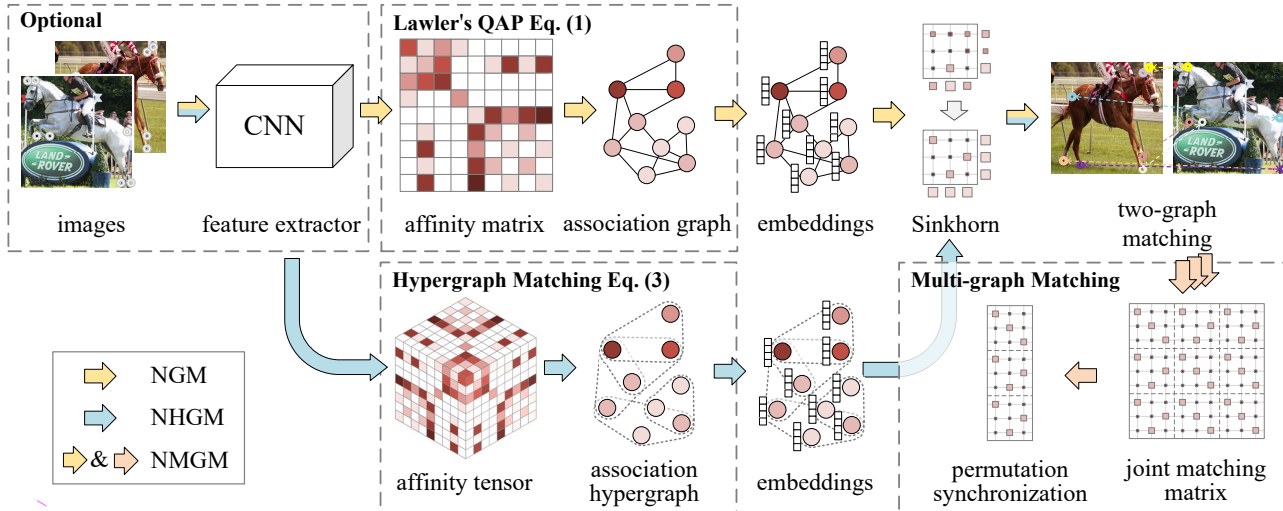 Optional
LAND-
ROVER
images
CNN
feature extractor
Lawler's QAP Eq. (1)
affinity matrix
association graph
embeddings
Sinkhorn
LAND-
ROVER
two-graph
matching
Hypergraph Matching Eq. (3)
affinity tensor
association
hypergraph
embeddings
Multi-graph Matching
permutation
synchronization
joint matching
matrix
NGM
NHGM
& NMGM